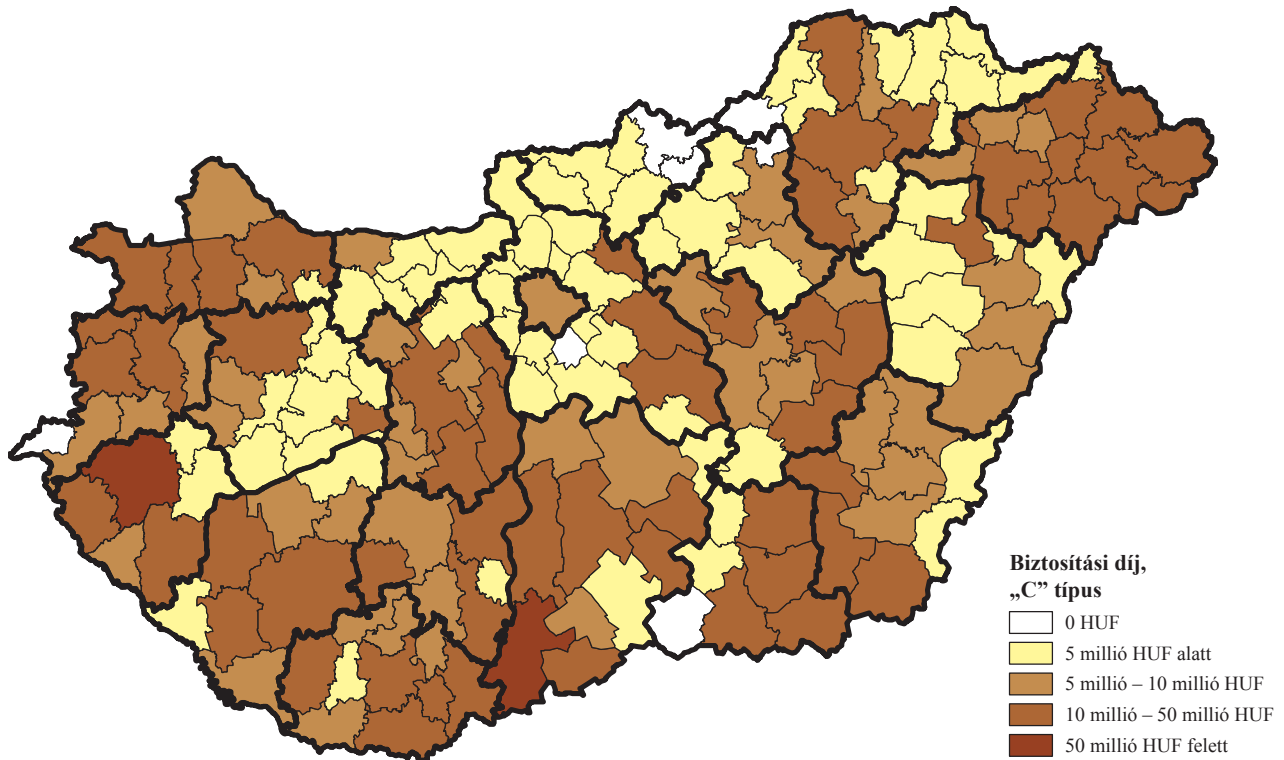 Biztosítási díj,
„C” típus
0 HUF
5 millió HUF alatt
5 millió – 10 millió HUF
10 millió – 50 millió HUF
50 millió HUF felett